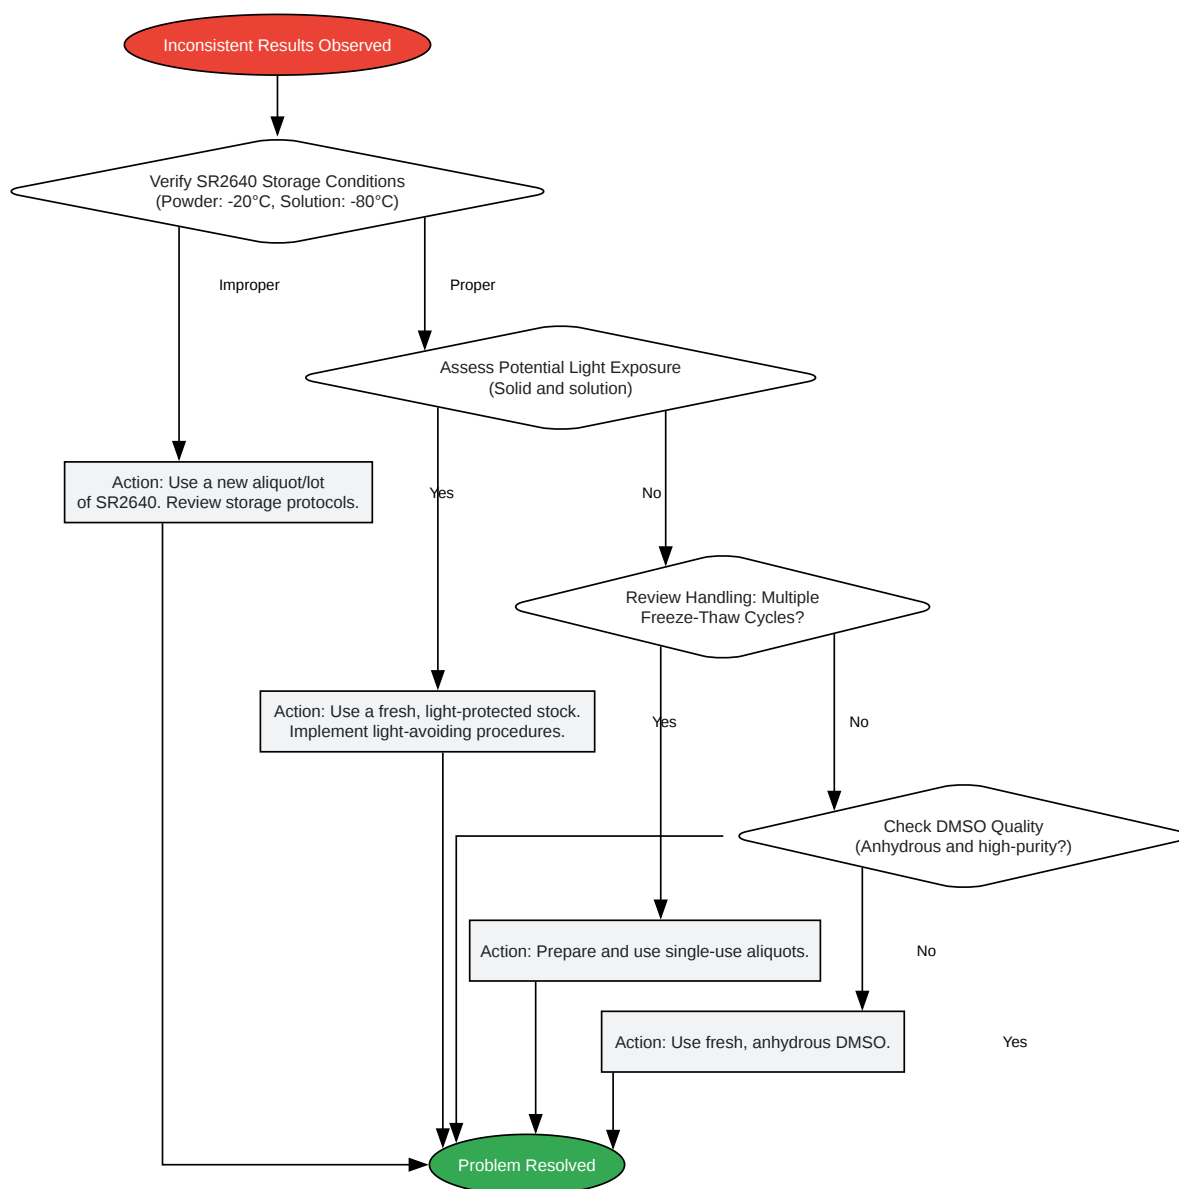 Inconsistent Results Observed
Verify SR2640 Storage Conditions
(Powder: -20°C, Solution: -80°C)
Improper
Proper
Assess Potential Light Exposure
(Solid and solution)
Action: Use a new aliquot/lot
of SR2640. Review storage protocols.
Yes
No
Review Handling: Multiple
Freeze-Thaw Cycles?
Action: Use a fresh, light-protected stock.
Implement light-avoiding procedures.
Yes
No
Check DMSO Quality
(Anhydrous and high-purity?)
Action: Prepare and use single-use aliquots.
No
Action: Use fresh, anhydrous DMSO.
Yes
Problem Resolved